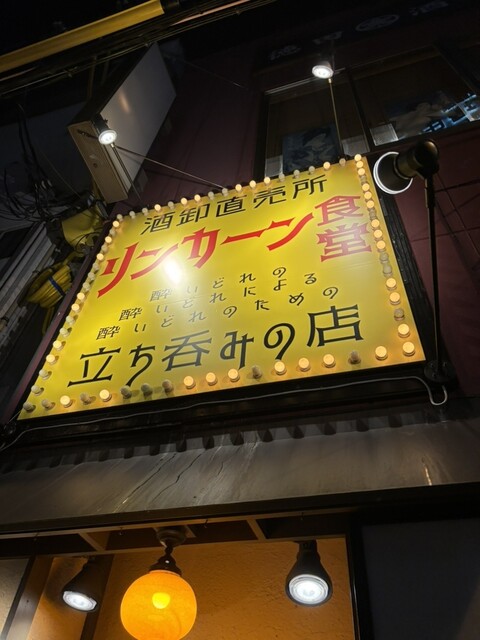 酒卸直売所
リンカーン食堂
酔いどれの
酔いどれによる
酔いどれのための
立ち呑みの店